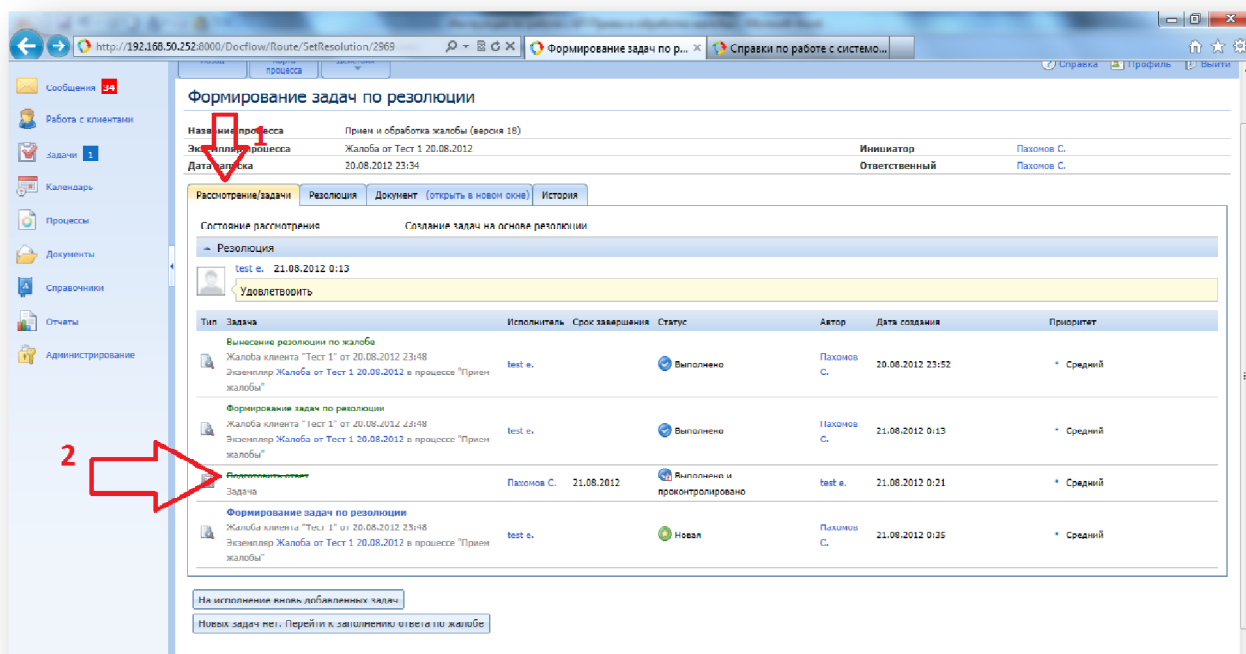 http://192.168.50.252:8000/Docflow/Route/SetResolution/2969
Формирование задач по р...
Справки по работе с системо...
процесса
Справка Профиль Выйти
Сообщения 34
Работа с клиентами
Задачи 1
Календарь
Процессы
Документы
Справочники
Отчеты
Администрирование
Формирование задач по резолюции
1
Название процесса Прием и обработка жалобы (версия 18)
Экземпляр процесса Жалоба от Тест 1 20.08.2012 Инициатор Пахомов С.
Дата запуска 20.08.2012 23:34 Ответственный Пахомов С.
Рассмотрение/задачи Резолюция Документ (открыть в новом окне) История
Состояние рассмотрения Создание задач на основе резолюции
Резолюция
test e. 21.08.2012 0:13
Удовлетворить
Тип Задача Исполнитель Срок завершения Статус Автор Дата создания Приоритет
Вынесение резолюции по жалоба
Жалоба клиента "Тест 1" от 20.08.2012 23:48
Экземпляр Жалоба от Тест 1 20.08.2012 в процессе "Прием
жалобы"
test e. Выполнено Пахомов С. 20.08.2012 23:52 Средний
Формирование задач по резолюции
Жалоба клиента "Тест 1" от 20.08.2012 23:48
Экземпляр Жалоба от Тест 1 20.08.2012 в процессе "Прием
жалобы"
test e. Выполнено Пахомов С. 21.08.2012 0:13 Средний
2
Подготовить ответ
Задача
Пахомов С. 21.08.2012 Выполнено и проконтролировано test e. 21.08.2012 0:21 Средний
Формирование задач по резолюции
Жалоба клиента "Тест 1" от 20.08.2012 23:48
Экземпляр Жалоба от Тест 1 20.08.2012 в процессе "Прием
жалобы"
test e. Новая Пахомов С. 21.08.2012 0:35 Средний
На исполнение вновь добавленных задач
Новых задач нет. Перейти к заполнению ответа по жалобе